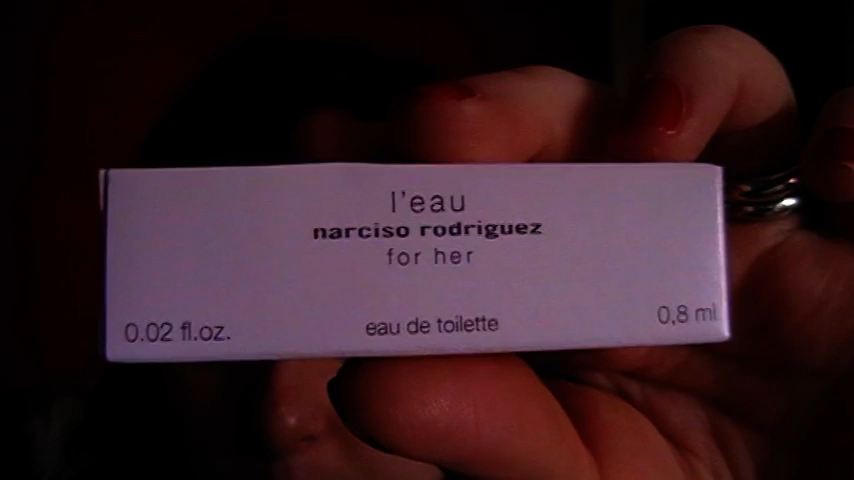 l'eau
narciso rodriguez
for her
0.02 fl.oz. eau de toilette 0,8 ml